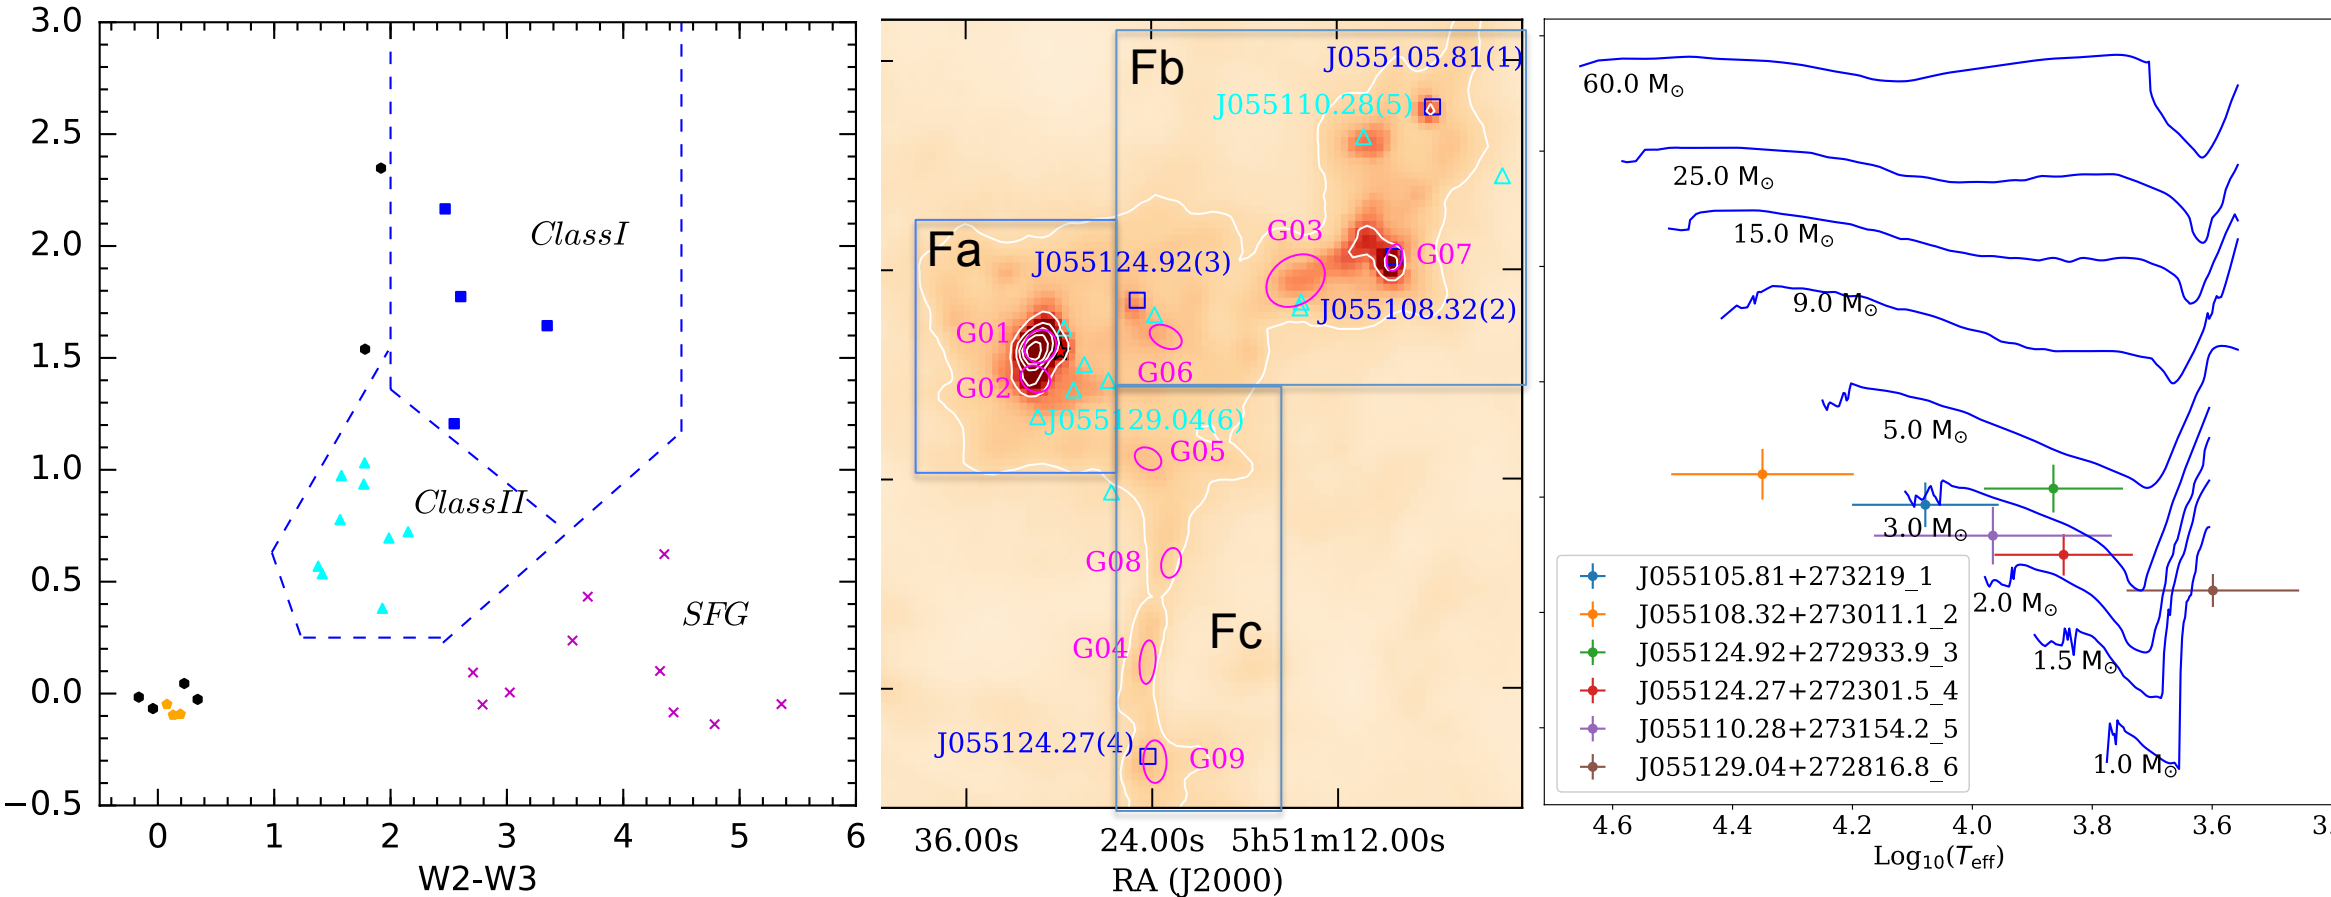 3.0
2.5
2.0
1.5
1.0
0.5
0.0
−0.5
ClassI
ClassII
SFG
0 1 2 3 4 5 6
W2-W3
Fb
J055105.81(1)
J055110.28(5)
Fa
G03
G07
J055124.92(3)
J055108.32(2)
G01
G06
G02
J055129.04(6)
G05
G08
Fc
G04
J055124.27(4)
G09
36.00s 24.00s 5h51m12.00s
RA (J2000)
60.0 M⊙
25.0 M⊙
15.0 M⊙
9.0 M⊙
5.0 M⊙
3.0 M⊙
2.0 M⊙
1.5 M⊙
1.0 M⊙
J055105.81+273219_1
J055108.32+273011.1_2
J055124.92+272933.9_3
J055124.27+272301.5_4
J055110.28+273154.2_5
J055129.04+272816.8_6
4.6 4.4 4.2 4.0 3.8 3.6
Log₁₀(T_eff)